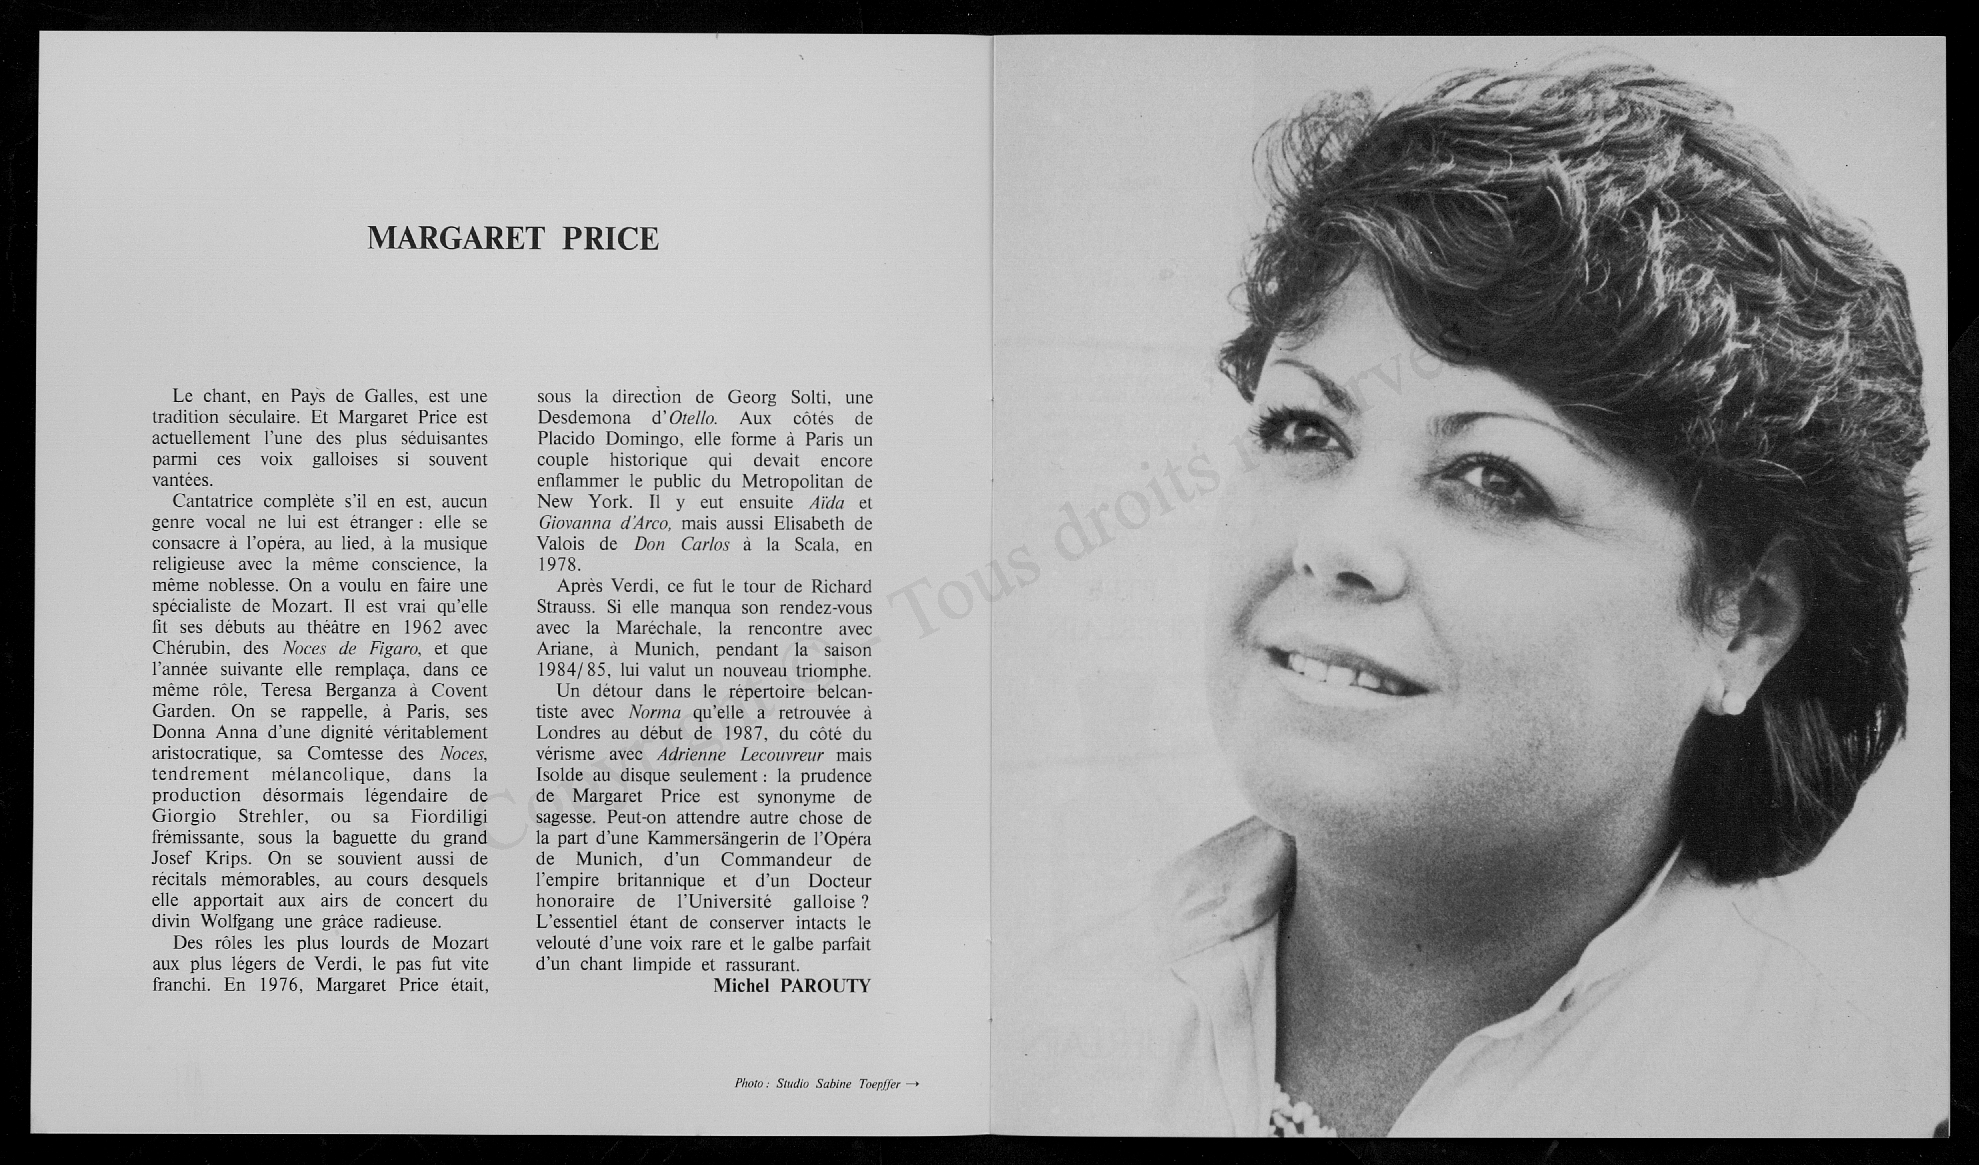 MARGARET PRICE
Le chant, en Pays de Galles, est une
tradition séculaire. Et Margaret Price est
actuellement l'une des plus séduisantes
parmi ces voix galloises si souvent
vantées.
Cantatrice complète s'il en est, aucun
genre vocal ne lui est étranger : elle se
consacre à l'opéra, au lied, à la musique
religieuse avec la même conscience, la
même noblesse. On a voulu en faire une
spécialiste de Mozart. Il est vrai qu'elle
fit ses débuts au théâtre en 1962 avec
Chérubin, des Noces de Figaro, et que
l'année suivante elle remplaça, dans ce
même rôle, Teresa Berganza à Covent
Garden. On se rappelle, à Paris, ses
Donna Anna d'une dignité véritablement
aristocratique, sa Comtesse des Noces,
tendrement mélancolique, dans la
production désormais légendaire de
Giorgio Strehler, ou sa Fiordiligi
frémissante, sous la baguette du grand
Josef Krips. On se souvient aussi de
récitals mémorables, au cours desquels
elle apportait aux airs de concert du
divin Wolfgang une grâce radieuse.
Des rôles les plus lourds de Mozart
aux plus légers de Verdi, le pas fut vite
franchi. En 1976, Margaret Price était,
sous la direction de Georg Solti, une
Desdemona d'Otello. Aux côtés de
Placido Domingo, elle forme à Paris un
couple historique qui devait encore
enflammer le public du Metropolitan de
New York. Il y eut ensuite Aïda et
Giovanna d'Arco, mais aussi Elisabeth de
Valois de Don Carlos à la Scala, en
1978.
Après Verdi, ce fut le tour de Richard
Strauss. Si elle manqua son rendez-vous
avec la Maréchale, la rencontre avec
Ariane, à Munich, pendant la saison
1984/85, lui valut un nouveau triomphe.
Un détour dans le répertoire belcan-
tiste avec Norma qu'elle a retrouvée à
Londres au début de 1987, du côté du
vérisme avec Adrienne Lecouvreur mais
Isolde au disque seulement : la prudence
de Margaret Price est synonyme de
sagesse. Peut-on attendre autre chose de
la part d'une Kammersängerin de l'Opéra
de Munich, d'un Commandeur de
l'empire britannique et d'un Docteur
honoraire de l'Université galloise ?
L'essentiel étant de conserver intacts le
velouté d'une voix rare et le galbe parfait
d'un chant limpide et rassurant.
Michel PAROUTY
Photo : Studio Sabine Toepffer →
Copyright © - Tous droits réservés